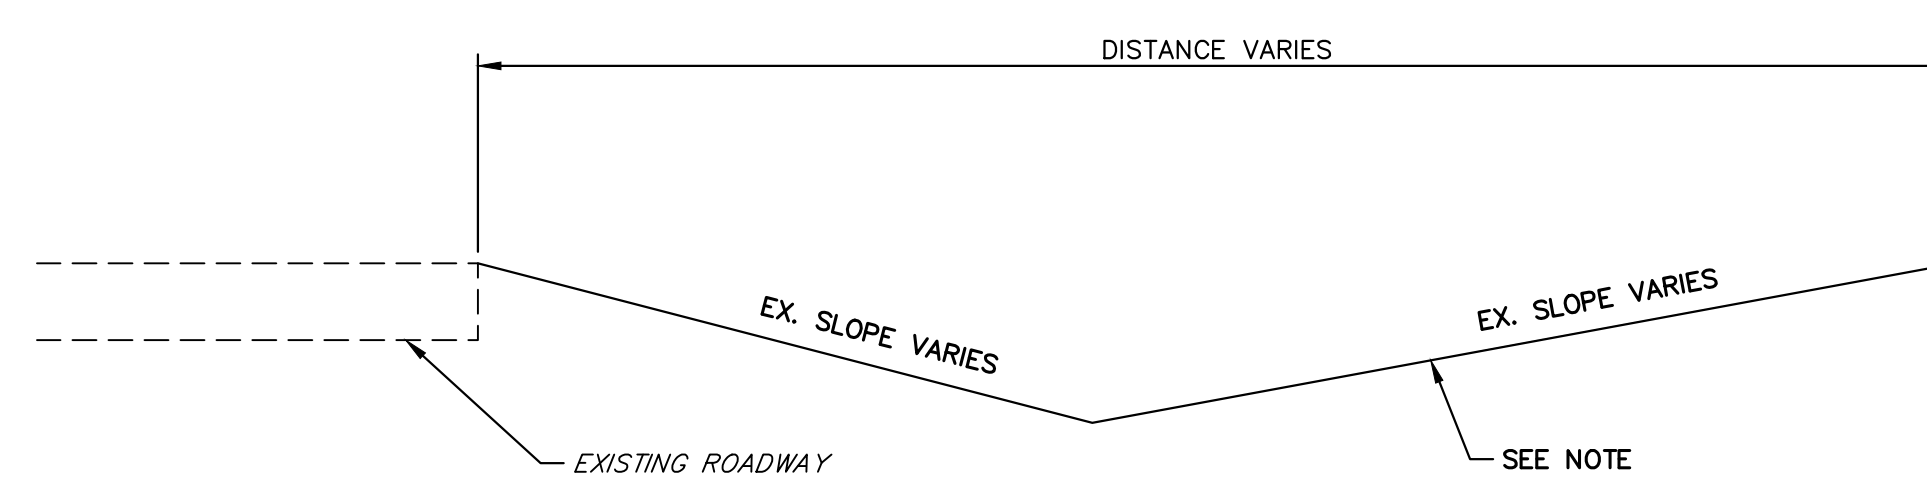 DISTANCE VARIES
EX. SLOPE VARIES
EX. SLOPE VARIES
EXISTING ROADWAY
SEE NOTE